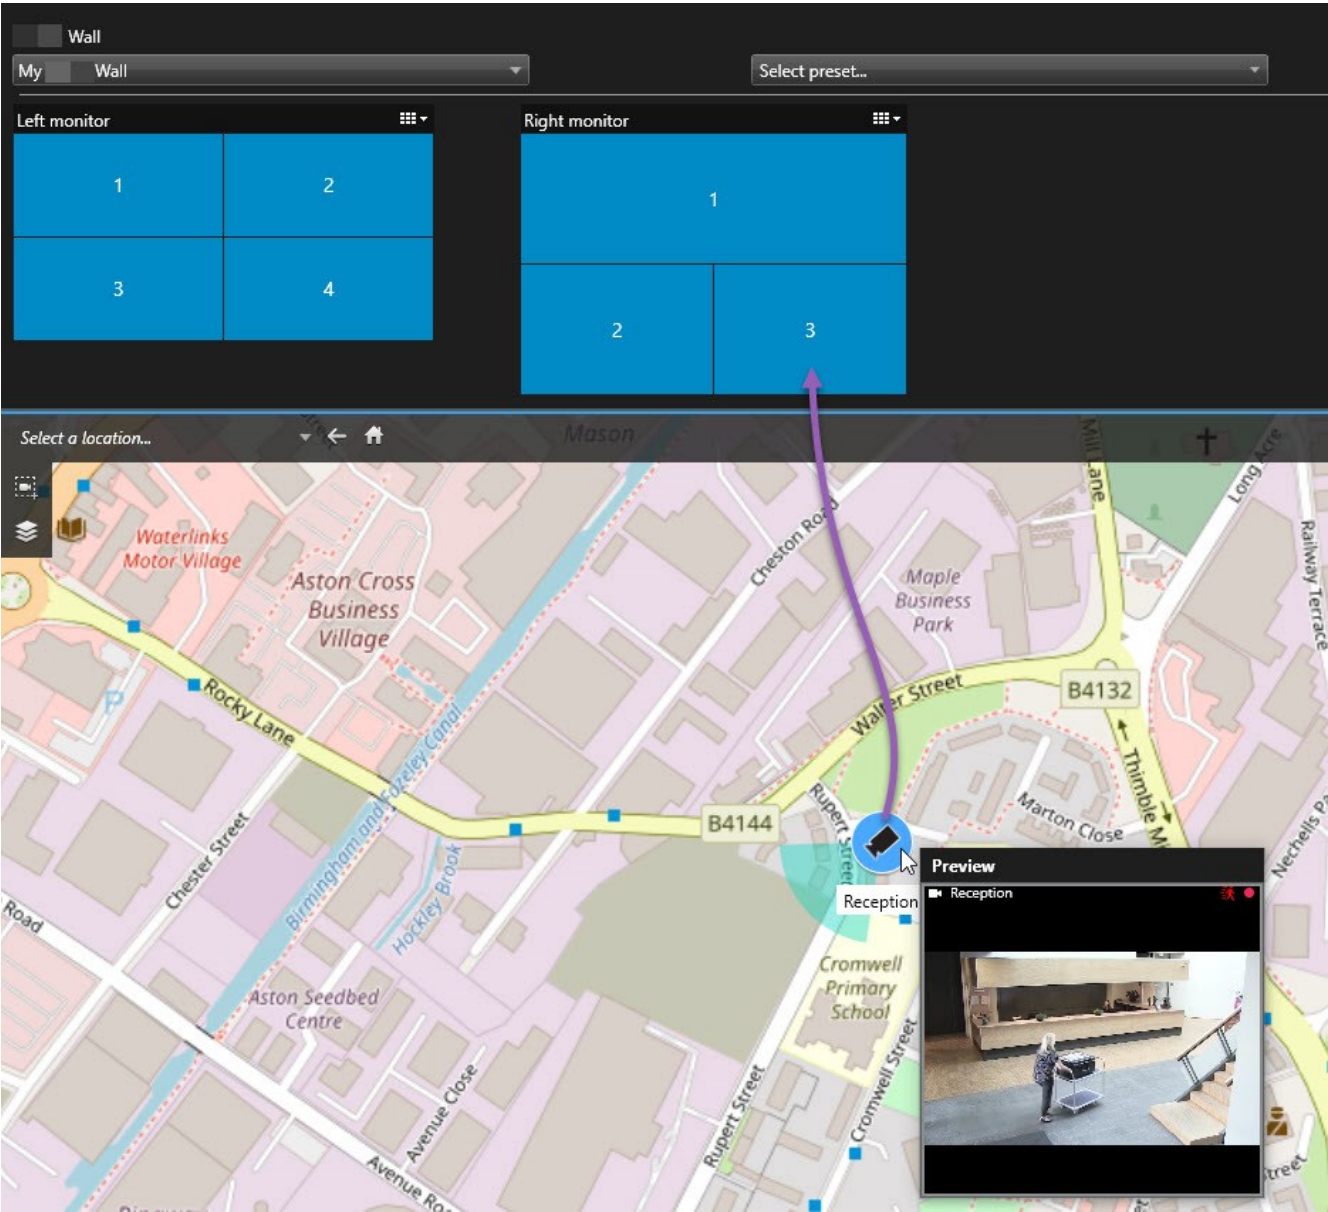 Wall
My Wall
Select preset...
Left monitor
Right monitor
1
2
3
4
1
2
3
Select a location...
Mason
Mill Lane
Long Acre
Railway Terrace
Waterlinks
Motor Village
Aston Cross
Business
Village
Cheston Road
Maple
Business
Park
P
Rocky Lane
Walter Street
B4132
Birmingham and Fazeley Canal
Thimble M
Chester Street
B4144
Rupert Street
Marton Close
Nechells Pa
Hockley Brook
Reception
Preview
Reception
Road
Aston Seedbed
Centre
Cromwell
Primary
School
Avenue Close
Rupert Street
Cromwell Street
Avenue Ro
treet